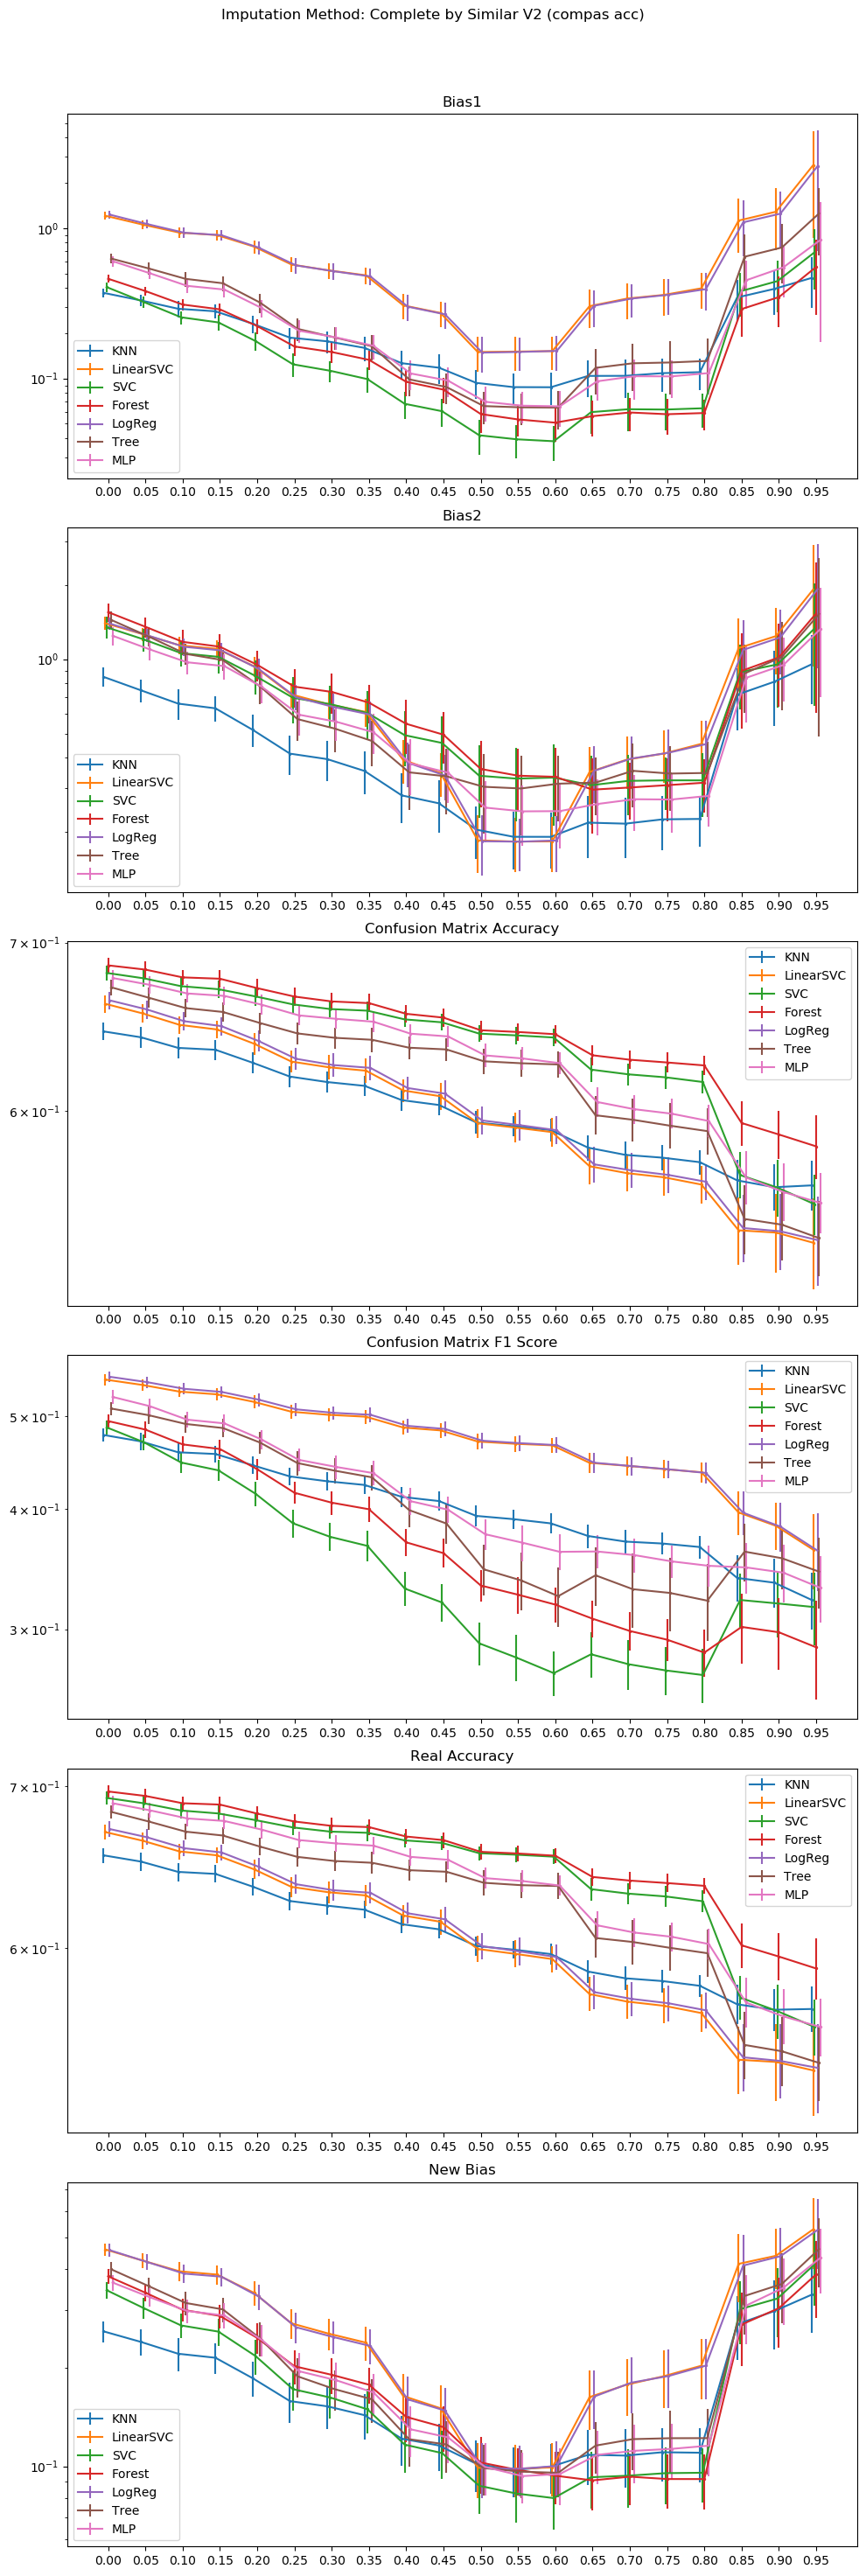 Imputation Method: Complete by Similar V2 (compas acc)
Bias1
10⁰
10⁻¹
KNN
LinearSVC
SVC
Forest
LogReg
Tree
MLP
0.00 0.05 0.10 0.15 0.20 0.25 0.30 0.35 0.40 0.45 0.50 0.55 0.60 0.65 0.70 0.75 0.80 0.85 0.90 0.95
Bias2
10⁰
KNN
LinearSVC
SVC
Forest
LogReg
Tree
MLP
0.00 0.05 0.10 0.15 0.20 0.25 0.30 0.35 0.40 0.45 0.50 0.55 0.60 0.65 0.70 0.75 0.80 0.85 0.90 0.95
Confusion Matrix Accuracy
7 × 10⁻¹
6 × 10⁻¹
KNN
LinearSVC
SVC
Forest
LogReg
Tree
MLP
0.00 0.05 0.10 0.15 0.20 0.25 0.30 0.35 0.40 0.45 0.50 0.55 0.60 0.65 0.70 0.75 0.80 0.85 0.90 0.95
Confusion Matrix F1 Score
5 × 10⁻¹
4 × 10⁻¹
3 × 10⁻¹
KNN
LinearSVC
SVC
Forest
LogReg
Tree
MLP
0.00 0.05 0.10 0.15 0.20 0.25 0.30 0.35 0.40 0.45 0.50 0.55 0.60 0.65 0.70 0.75 0.80 0.85 0.90 0.95
Real Accuracy
7 × 10⁻¹
6 × 10⁻¹
KNN
LinearSVC
SVC
Forest
LogReg
Tree
MLP
0.00 0.05 0.10 0.15 0.20 0.25 0.30 0.35 0.40 0.45 0.50 0.55 0.60 0.65 0.70 0.75 0.80 0.85 0.90 0.95
New Bias
10⁻¹
KNN
LinearSVC
SVC
Forest
LogReg
Tree
MLP
0.00 0.05 0.10 0.15 0.20 0.25 0.30 0.35 0.40 0.45 0.50 0.55 0.60 0.65 0.70 0.75 0.80 0.85 0.90 0.95